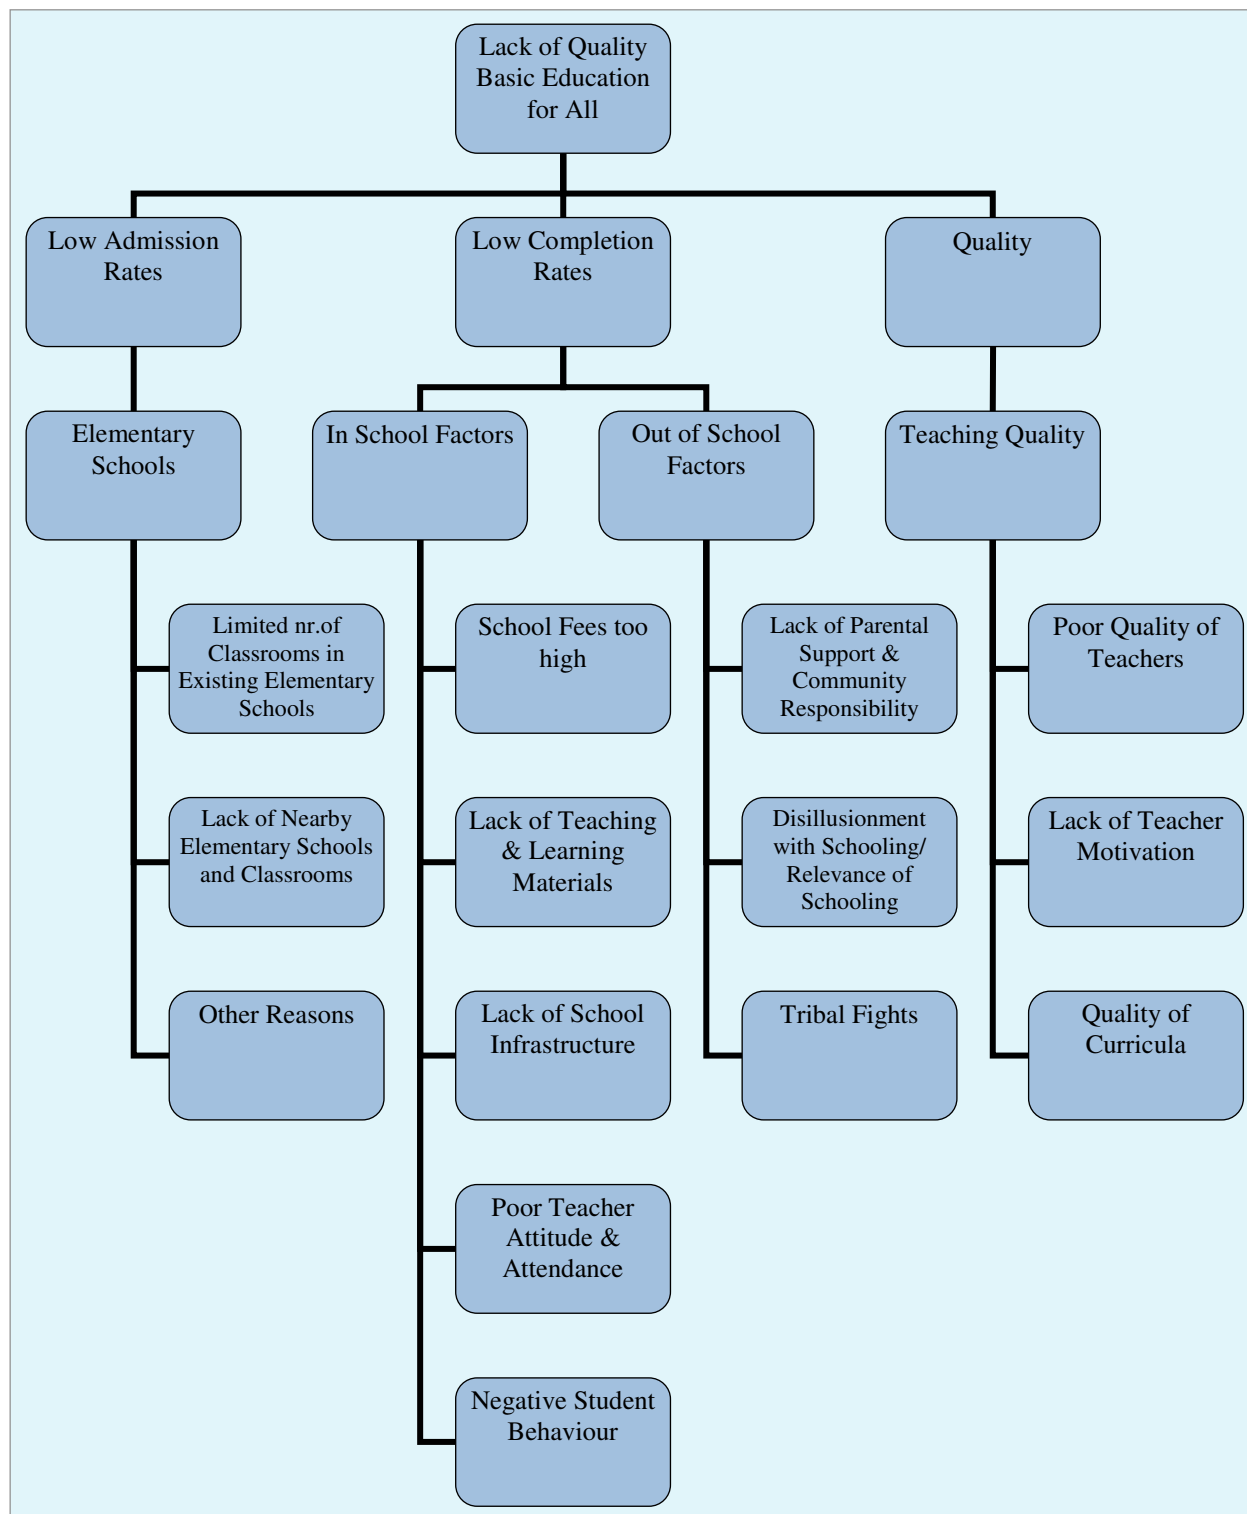 Lack of Quality
Basic Education
for All
Low Admission
Rates
Low Completion
Rates
Quality
Elementary
Schools
In School Factors
Out of School
Factors
Teaching Quality
Limited nr.of
Classrooms in
Existing Elementary
Schools
School Fees too
high
Lack of Parental
Support &
Community
Responsibility
Poor Quality of
Teachers
Lack of Nearby
Elementary Schools
and Classrooms
Lack of Teaching
& Learning
Materials
Disillusionment
with Schooling/
Relevance of
Schooling
Lack of Teacher
Motivation
Other Reasons
Lack of School
Infrastructure
Tribal Fights
Quality of
Curricula
Poor Teacher
Attitude &
Attendance
Negative Student
Behaviour